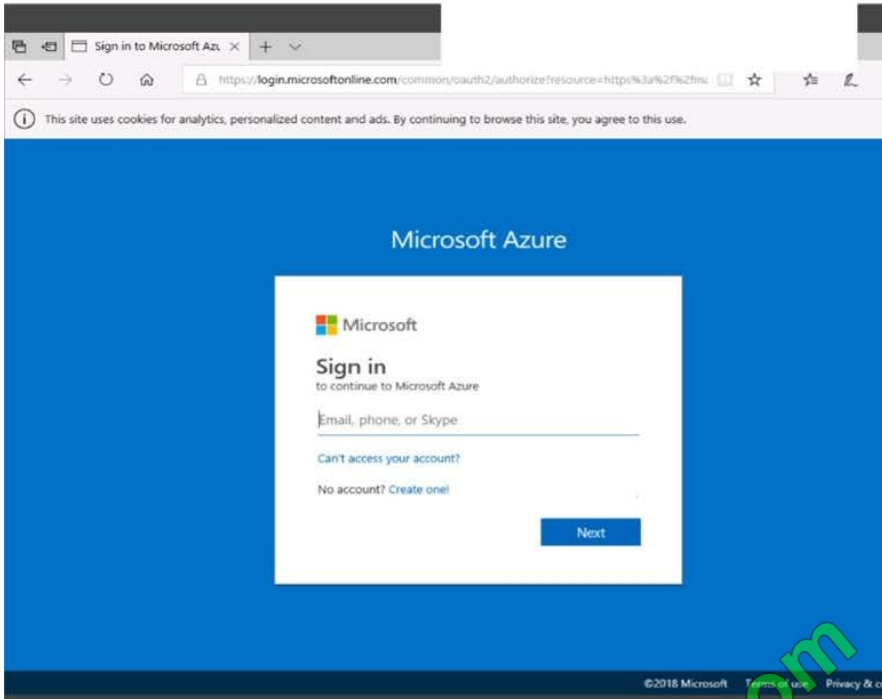 Sign in to Micro
https://login.microsoftonline.com/common/oauth2/authorize?resource=https%3a%2f%2fm
This site uses cookies for analytics, personalized content and ads. By continuing to browse this site, you agree to this use.
Microsoft Azure
Microsoft
Sign in
to continue to Microsoft Azure
Email, phone, or Skype
Can't access your account?
No account? Create one!
Next
©2018 Microsoft Terms of use Privacy &
om